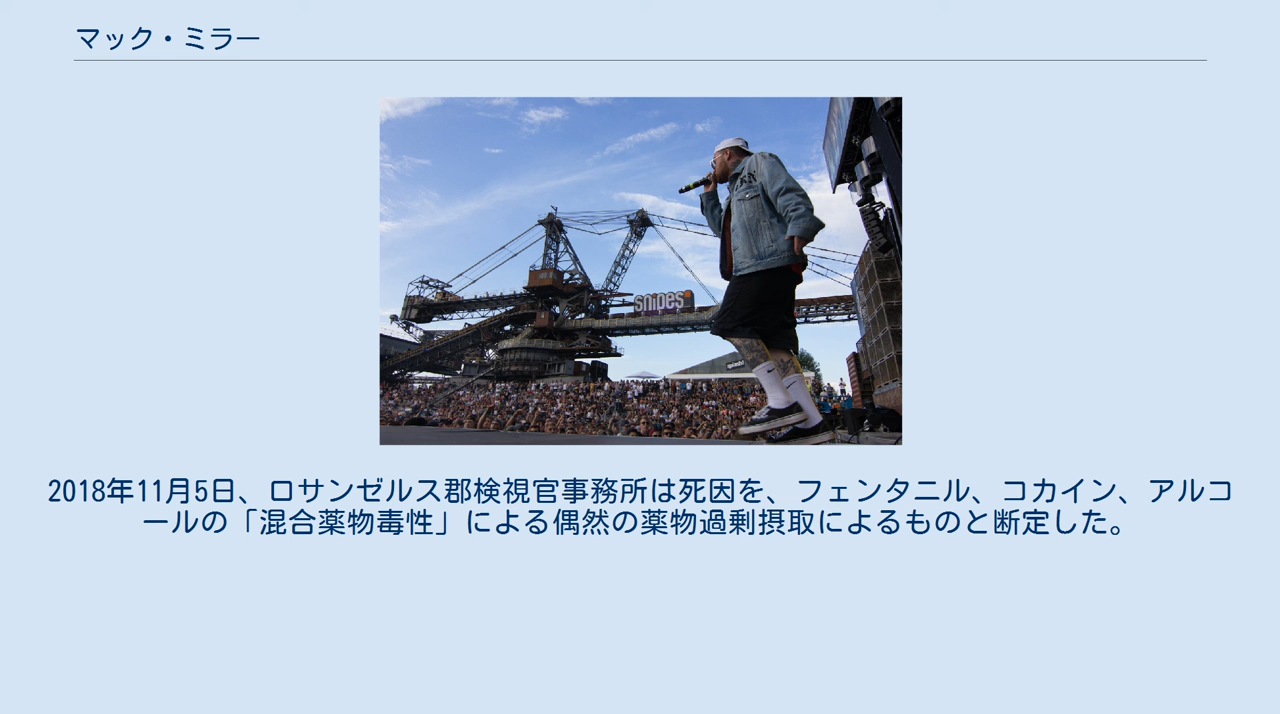 マック・ミラー
snipes
2018年11月5日、ロサンゼルス郡検視官事務所は死因を、フェンタニル、コカイン、アルコ
ールの「混合薬物毒性」による偶然の薬物過剰摂取によるものと断定した。